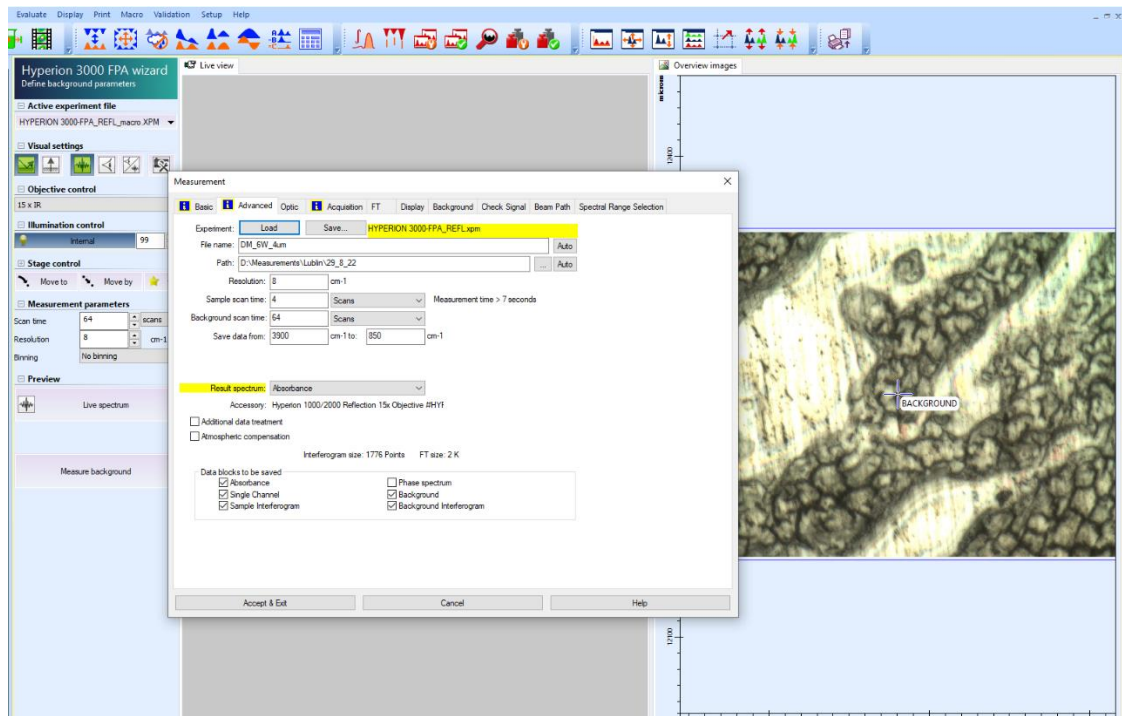 Evaluate Display Print Macro Validation Setup Help
Hyperion 3000 FPA wizard
Define background parameters
Live view
Overview images
Active experiment file
HYPERION 3000-FPA_REFL_macro.XPM
Visual settings
Objective control
15 x IR
Illumination control
Internal 99
Stage control
Move to Move by
Measurement parameters
Scan time 64 scans
Resolution 8 cm-1
Binning No binning
Preview
Live spectrum
Measure background
Measurement
Basic Advanced Optic Acquisition FT Display Background Check Signal Beam Path Spectral Range Selection
Experiment: Load Save... HYPERION 3000-FPA_REFL.xpm
File name: DM_6W_4um Auto
Path: D:\Measurements\Lublin\29_8_22 ... Auto
Resolution: 8 cm-1
Sample scan time: 4 Scans Measurement time > 7 seconds
Background scan time: 64 Scans
Save data from: 3900 cm-1 to: 850 cm-1
Result spectrum: Absorbance
Accessory: Hyperion 1000/2000 Reflection 15x Objective #HYF
Additional data treatment
Atmospheric compensation
Interferogram size: 1776 Points FT size: 2 K
Data blocks to be saved
Absorbance Phase spectrum
Single Channel Background
Sample Interferogram Background Interferogram
Accept & Exit Cancel Help
microns
12400
BACKGROUND
12100